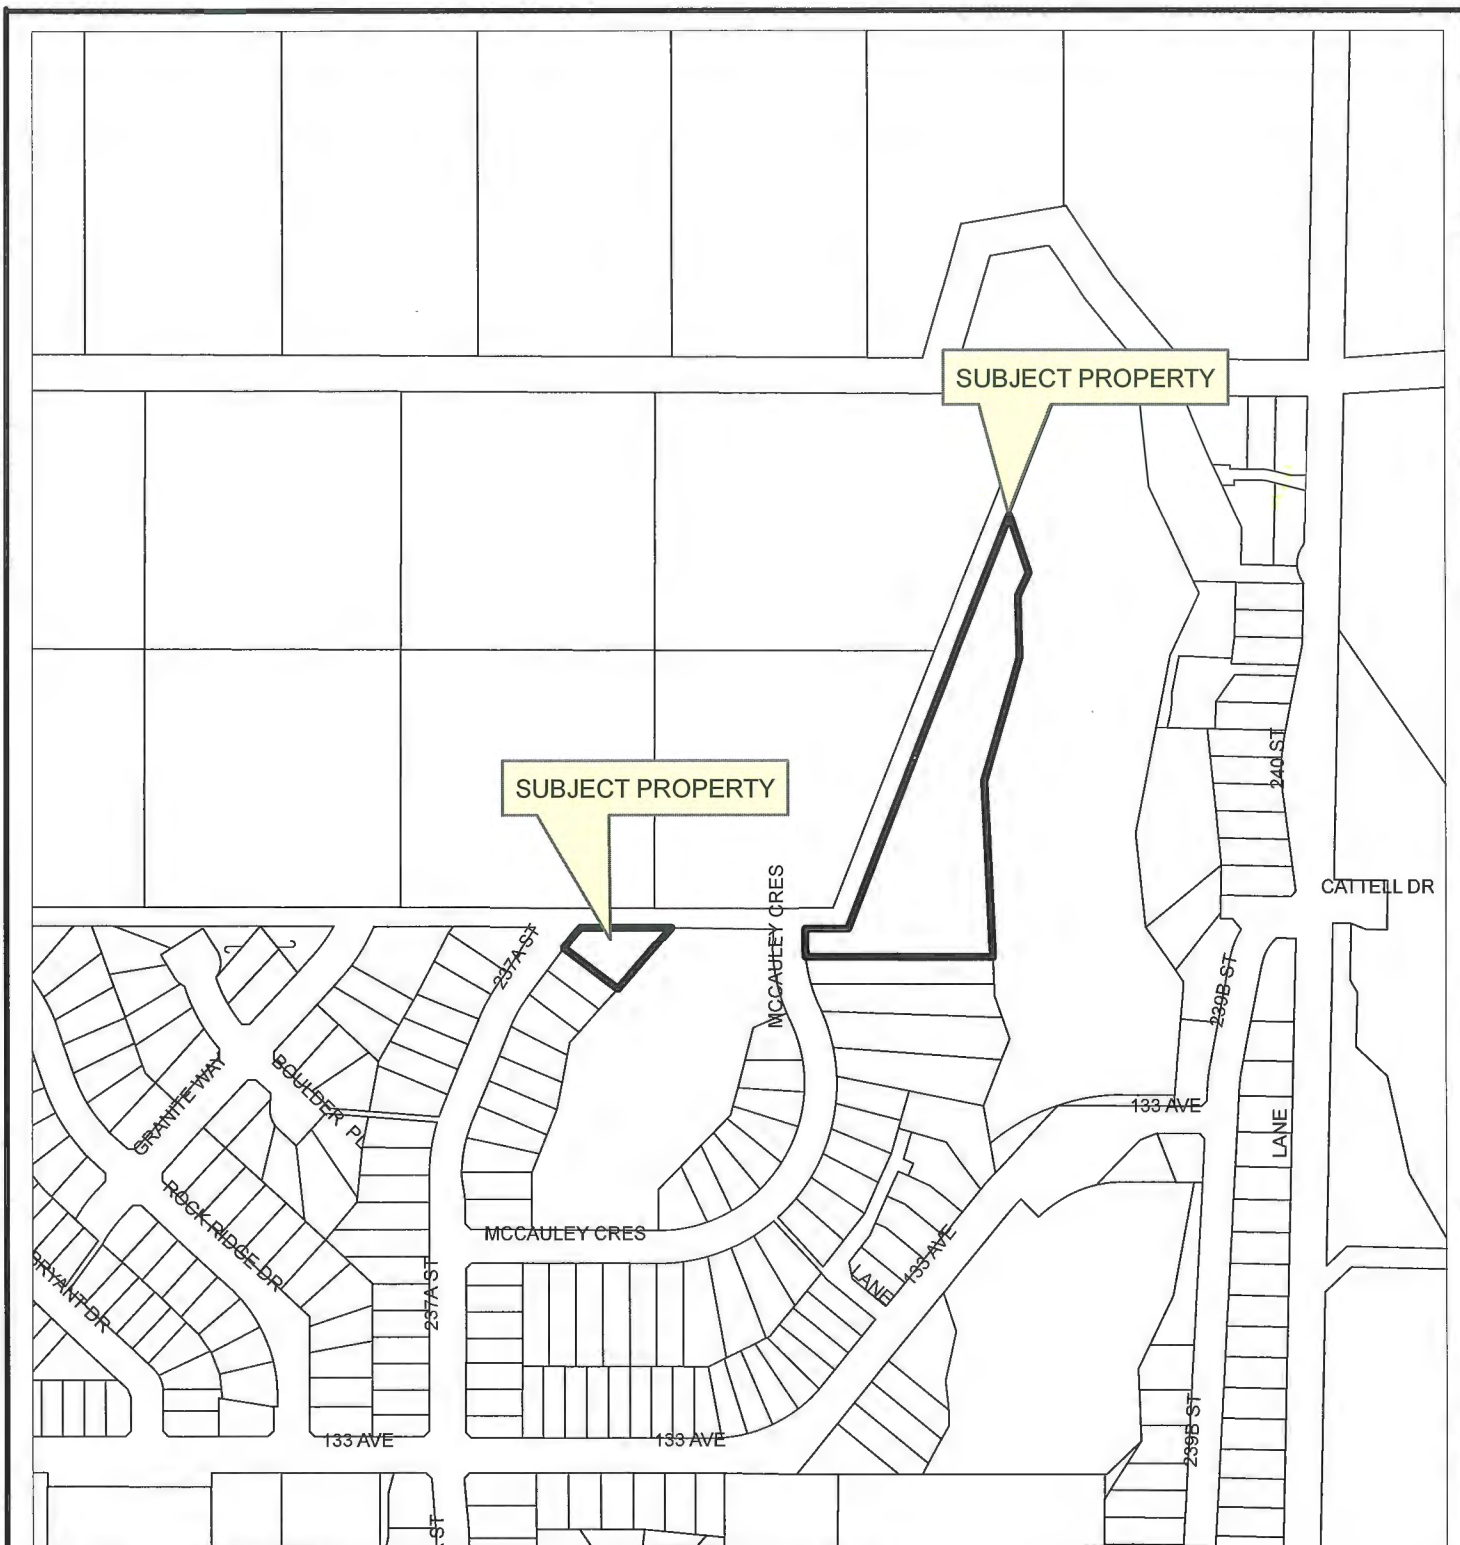 SUBJECT PROPERTY
240 ST
SUBJECT PROPERTY
MCCAULEY CRES
CATTELL DR
237A ST
239B ST
GRANITE WAY
BOULDER PL
133 AVE
LANE
ROCK RIDGE DR
MCCAULEY CRES
BRYANT DR
237A ST
LANE
133 AVE
239B ST
133 AVE
133 AVE
ST